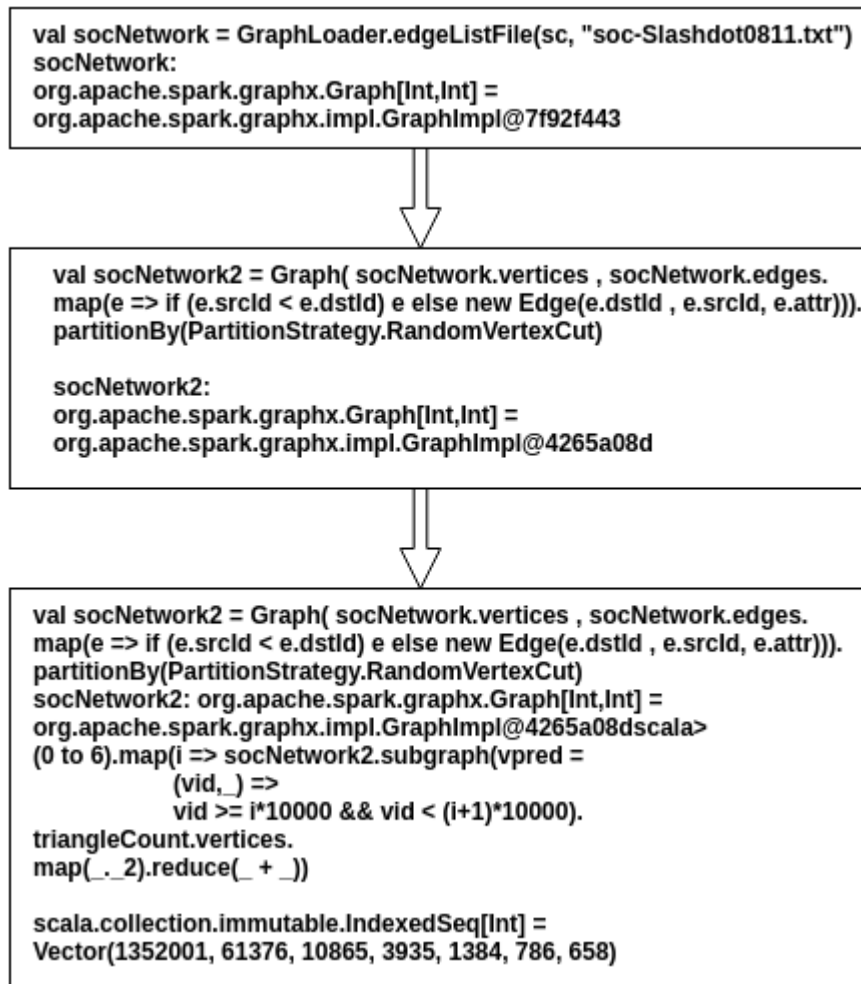 val socNetwork = GraphLoader.edgeListFile(sc, "soc-Slashdot0811.txt")
socNetwork:
org.apache.spark.graphx.Graph[Int,Int] =
org.apache.spark.graphx.impl.GraphImpl@7f92f443
val socNetwork2 = Graph( socNetwork.vertices , socNetwork.edges.
map(e => if (e.srcId < e.dstId) e else new Edge(e.dstId , e.srcId, e.attr))).
partitionBy(PartitionStrategy.RandomVertexCut)
socNetwork2:
org.apache.spark.graphx.Graph[Int,Int] =
org.apache.spark.graphx.impl.GraphImpl@4265a08d
val socNetwork2 = Graph( socNetwork.vertices , socNetwork.edges.
map(e => if (e.srcId < e.dstId) e else new Edge(e.dstId , e.srcId, e.attr))).
partitionBy(PartitionStrategy.RandomVertexCut)
socNetwork2: org.apache.spark.graphx.Graph[Int,Int] =
org.apache.spark.graphx.impl.GraphImpl@4265a08dscala>
(0 to 6).map(i => socNetwork2.subgraph(vpred =
(vid,_) =>
vid >= i*10000 && vid < (i+1)*10000).
triangleCount.vertices.
map(_._2).reduce(_ + _))
scala.collection.immutable.IndexedSeq[Int] =
Vector(1352001, 61376, 10865, 3935, 1384, 786, 658)